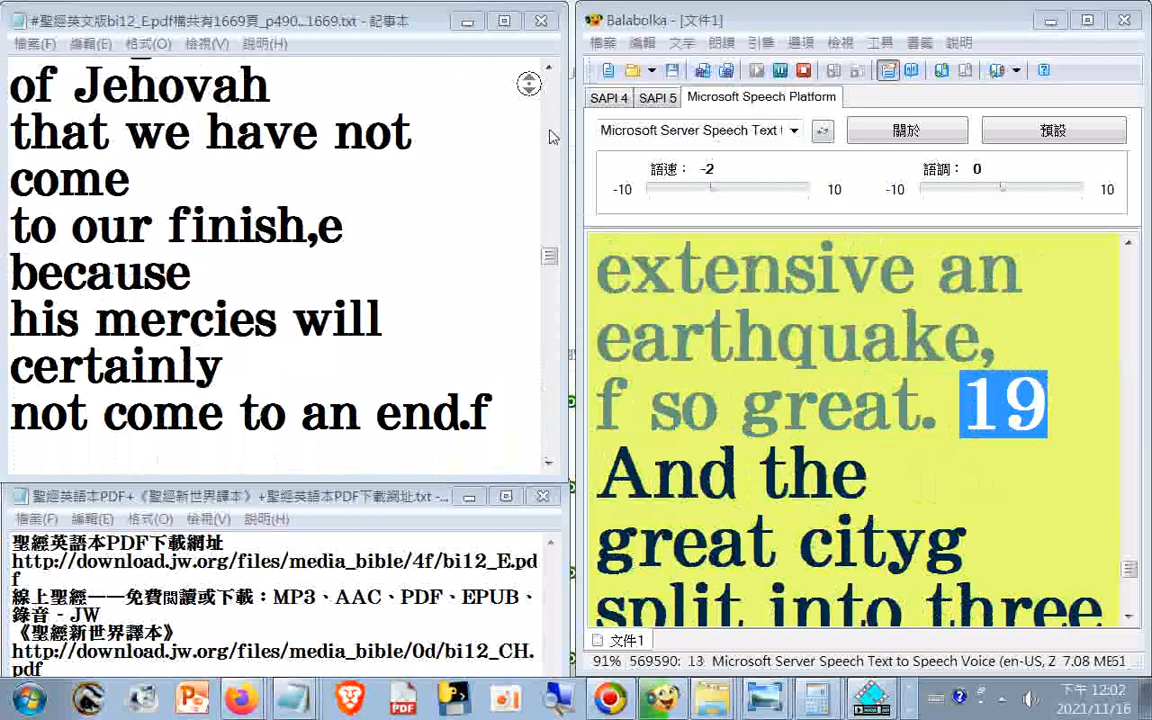 #聖經英文版bi12_E.pdf檔共有1669頁_p490...1669.txt - 記事本
檔案(F) 編輯(E) 格式(O) 檢視(V) 說明(H)
of Jehovah
that we have not
come
to our finish,e
because
his mercies will
certainly
not come to an end.f
聖經英語本PDF+《聖經新世界譯本》+聖經英語本PDF下載網址.txt -...
檔案(F) 編輯(E) 格式(O) 檢視(V) 說明(H)
聖經英語本PDF下載網址
http://download.jw.org/files/media_bible/4f/bi12_E.pd
f
線上聖經——免費閱讀或下載：MP3、AAC、PDF、EPUB、
錄音 - JW
《聖經新世界譯本》
http://download.jw.org/files/media_bible/0d/bi12_CH.
pdf
Balabolka - [文件1]
檔案 編輯 文字 朗讀 引擎 選項 檢視 工具 書籤 說明
SAPI 4 SAPI 5 Microsoft Speech Platform
Microsoft Server Speech Text 關於 預設
語速： -2 語調： 0
-10 10 -10 10
extensive an
earthquake,
f so great. 19
And the
great cityg
split into three
文件1
91% 569590: 13 Microsoft Server Speech Text to Speech Voice (en-US, Z 7.08 ME51
下午 12:02
2021/11/16